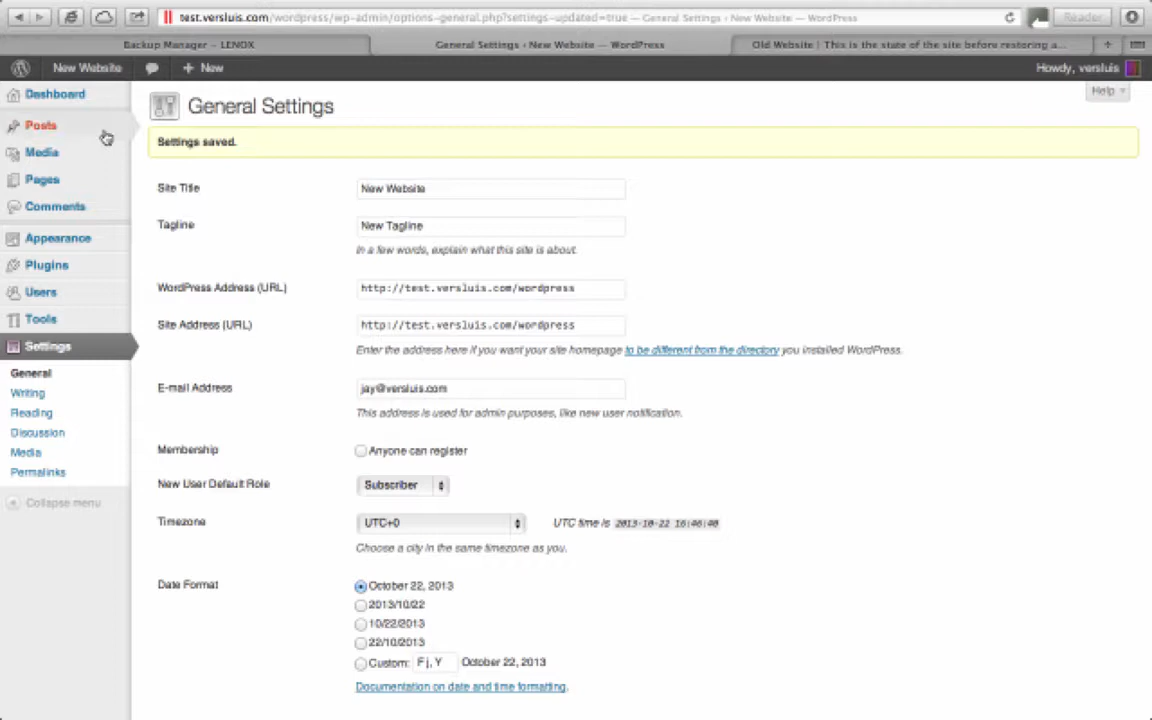 test.versluis.com/wordpress/wp-admin/options-general.php?settings-updated=true — General Settings ‹ New Website — WordPress
Reader
Backup Manager – LENOX
General Settings ‹ New Website — WordPress
Old Website | This is the state of the site before restoring a...
New Website
+ New
Howdy, versluis
Help
Dashboard
Posts
Media
Pages
Comments
Appearance
Plugins
Users
Tools
Settings
General
Writing
Reading
Discussion
Media
Permalinks
Collapse menu
General Settings
Settings saved.
Site Title
New Website
Tagline
New Tagline
In a few words, explain what this site is about.
WordPress Address (URL)
http://test.versluis.com/wordpress
Site Address (URL)
http://test.versluis.com/wordpress
Enter the address here if you want your site homepage to be different from the directory you installed WordPress.
E-mail Address
jay@versluis.com
This address is used for admin purposes, like new user notification.
Membership
Anyone can register
New User Default Role
Subscriber
Timezone
UTC+0
UTC time is 2013-10-22 16:46:40
Choose a city in the same timezone as you.
Date Format
October 22, 2013
2013/10/22
10/22/2013
22/10/2013
Custom: F j, Y October 22, 2013
Documentation on date and time formatting.